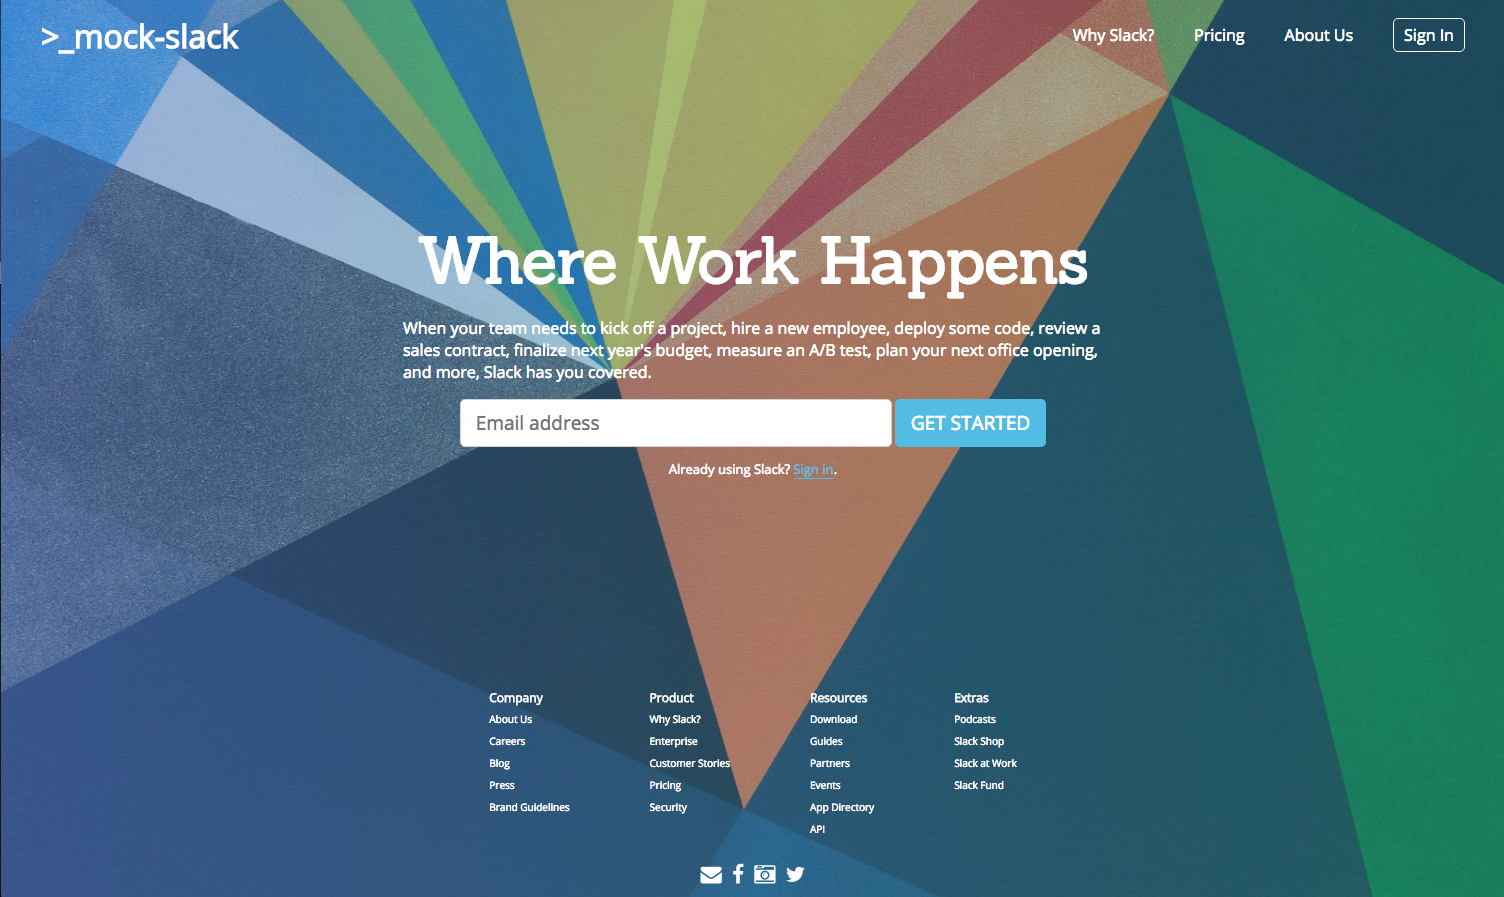 >_mock-slack
Why Slack?
Pricing
About Us
Sign In
Where Work Happens
When your team needs to kick off a project, hire a new employee, deploy some code, review a
sales contract, finalize next year's budget, measure an A/B test, plan your next office opening,
and more, Slack has you covered.
Email address
GET STARTED
Already using Slack? Sign in.
Company
About Us
Careers
Blog
Press
Brand Guidelines
Product
Why Slack?
Enterprise
Customer Stories
Pricing
Security
Resources
Download
Guides
Partners
Events
App Directory
API
Extras
Podcasts
Slack Shop
Slack at Work
Slack Fund